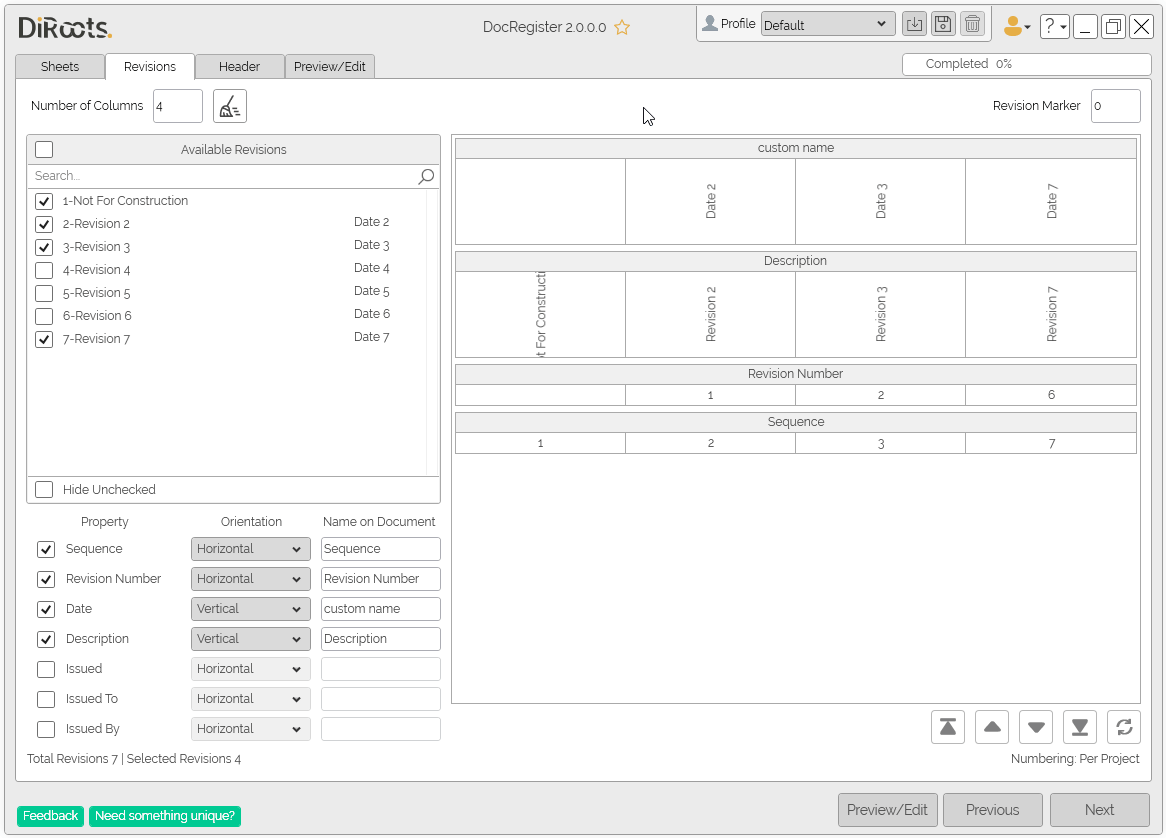 DiRoots.
DocRegister 2.0.0.0
Profile
Default
?
Sheets
Revisions
Header
Preview/Edit
Completed 0%
Number of Columns
4
Revision Marker
0
Available Revisions
Search...
1-Not For Construction
2-Revision 2 Date 2
3-Revision 3 Date 3
4-Revision 4 Date 4
5-Revision 5 Date 5
6-Revision 6 Date 6
7-Revision 7 Date 7
Hide Unchecked
Property Orientation Name on Document
Sequence Horizontal Sequence
Revision Number Horizontal Revision Number
Date Vertical custom name
Description Vertical Description
Issued Horizontal
Issued To Horizontal
Issued By Horizontal
Total Revisions 7 | Selected Revisions 4
custom name
Date 2
Date 3
Date 7
Description
t For Constructi
Revision 2
Revision 3
Revision 7
Revision Number
1 2 6
Sequence
1 2 3 7
Numbering: Per Project
Feedback
Need something unique?
Preview/Edit
Previous
Next